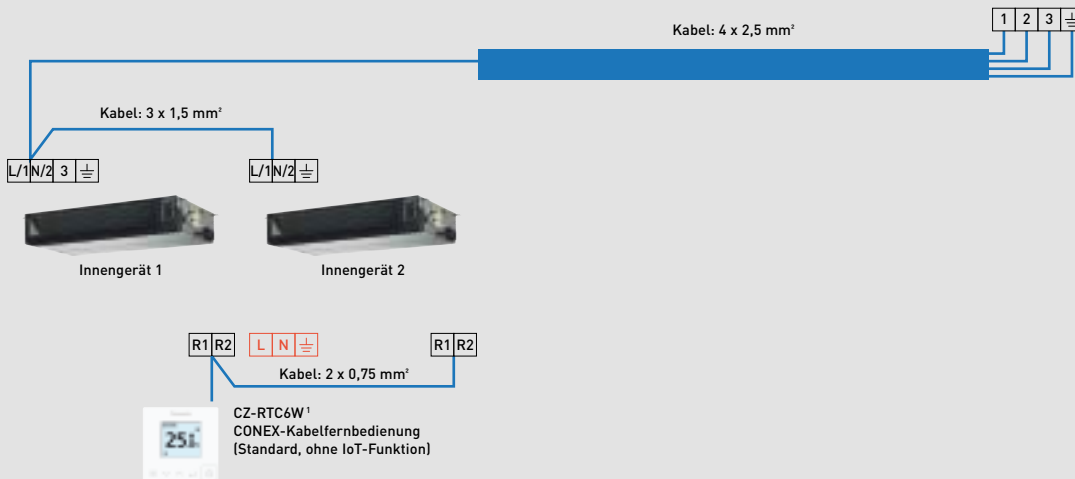 Kabel: 4 x 2,5 mm²
1 2 3
Kabel: 3 x 1,5 mm²
L/1 N/2 3
L/1 N/2
Innengerät 1
Innengerät 2
R1 R2
L N
R1 R2
Kabel: 2 x 0,75 mm²
CZ-RTC6W¹
CONEX-Kabelfernbedienung
(Standard, ohne IoT-Funktion)